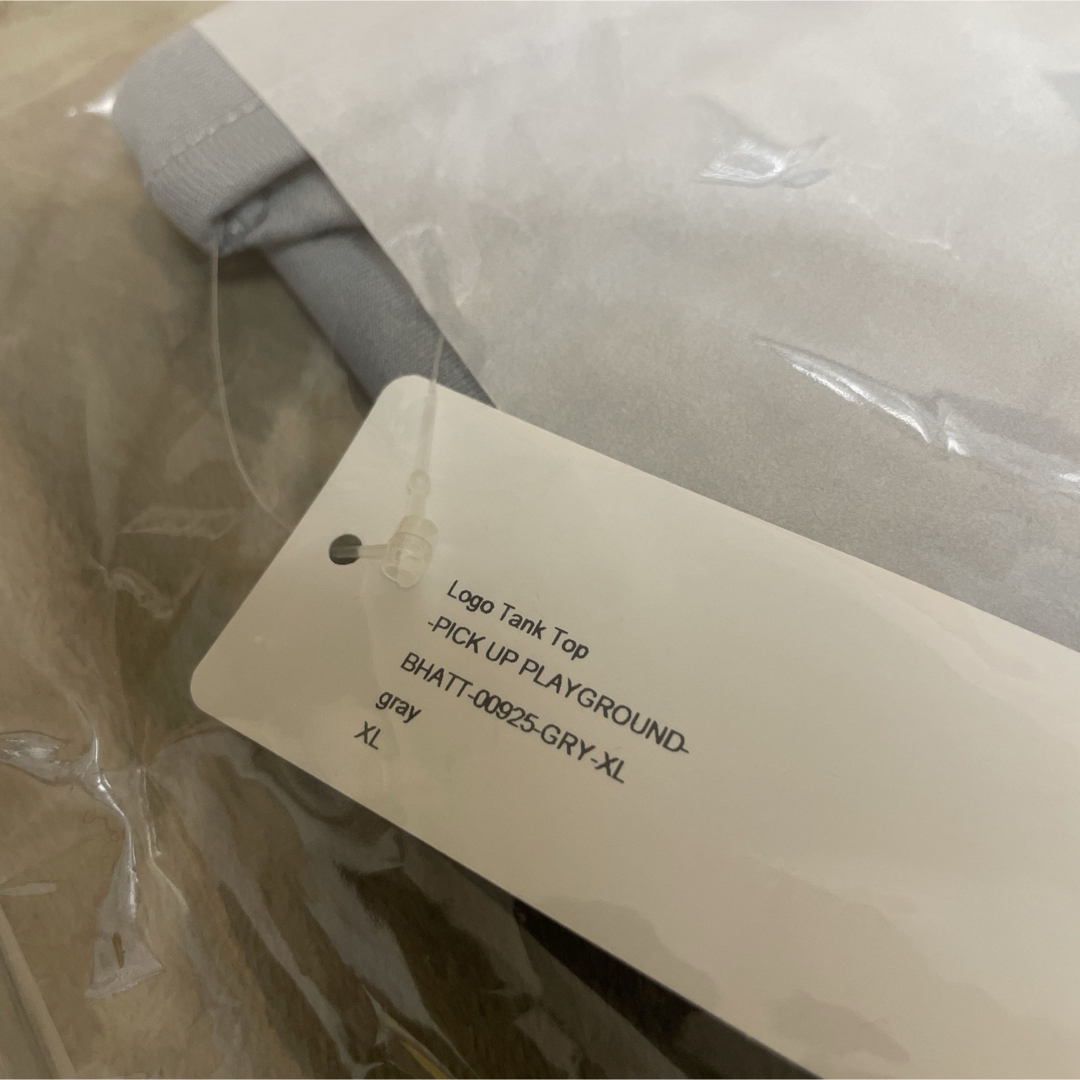 Logo Tank Top
-PICK UP PLAYGROUND-
BHATT-00925-GRY-XL
gray
XL